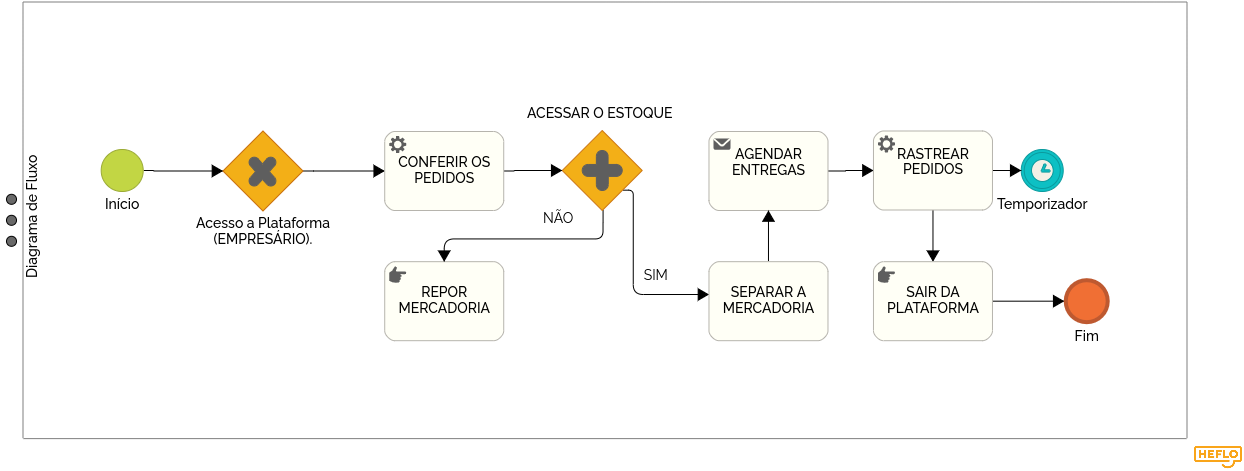 Diagrama de Fluxo
Início
Acesso a Plataforma
(EMPRESÁRIO).
CONFERIR OS
PEDIDOS
ACESSAR O ESTOQUE
NÃO
REPOR
MERCADORIA
SIM
SEPARAR A
MERCADORIA
AGENDAR
ENTREGAS
RASTREAR
PEDIDOS
Temporizador
SAIR DA
PLATAFORMA
Fim
HEFLO